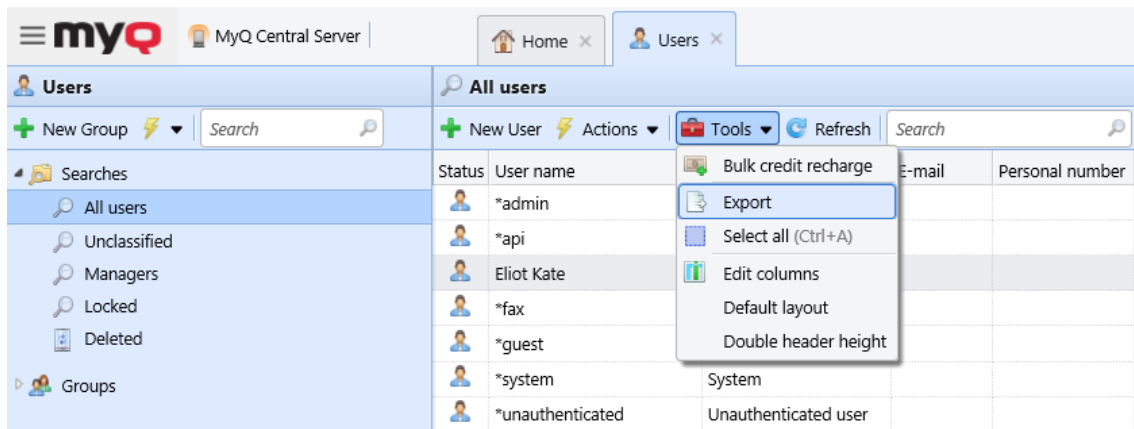 myQ MyQ Central Server Home Users
Users All users
New Group Search New User Actions Tools Refresh Search
Searches Status User name Bulk credit recharge E-mail Personal number
All users *admin Export
Unclassified *api Select all (Ctrl+A)
Managers Eliot Kate Edit columns
Locked *fax Default layout
Deleted *guest Double header height
Groups *system System
*unauthenticated Unauthenticated user